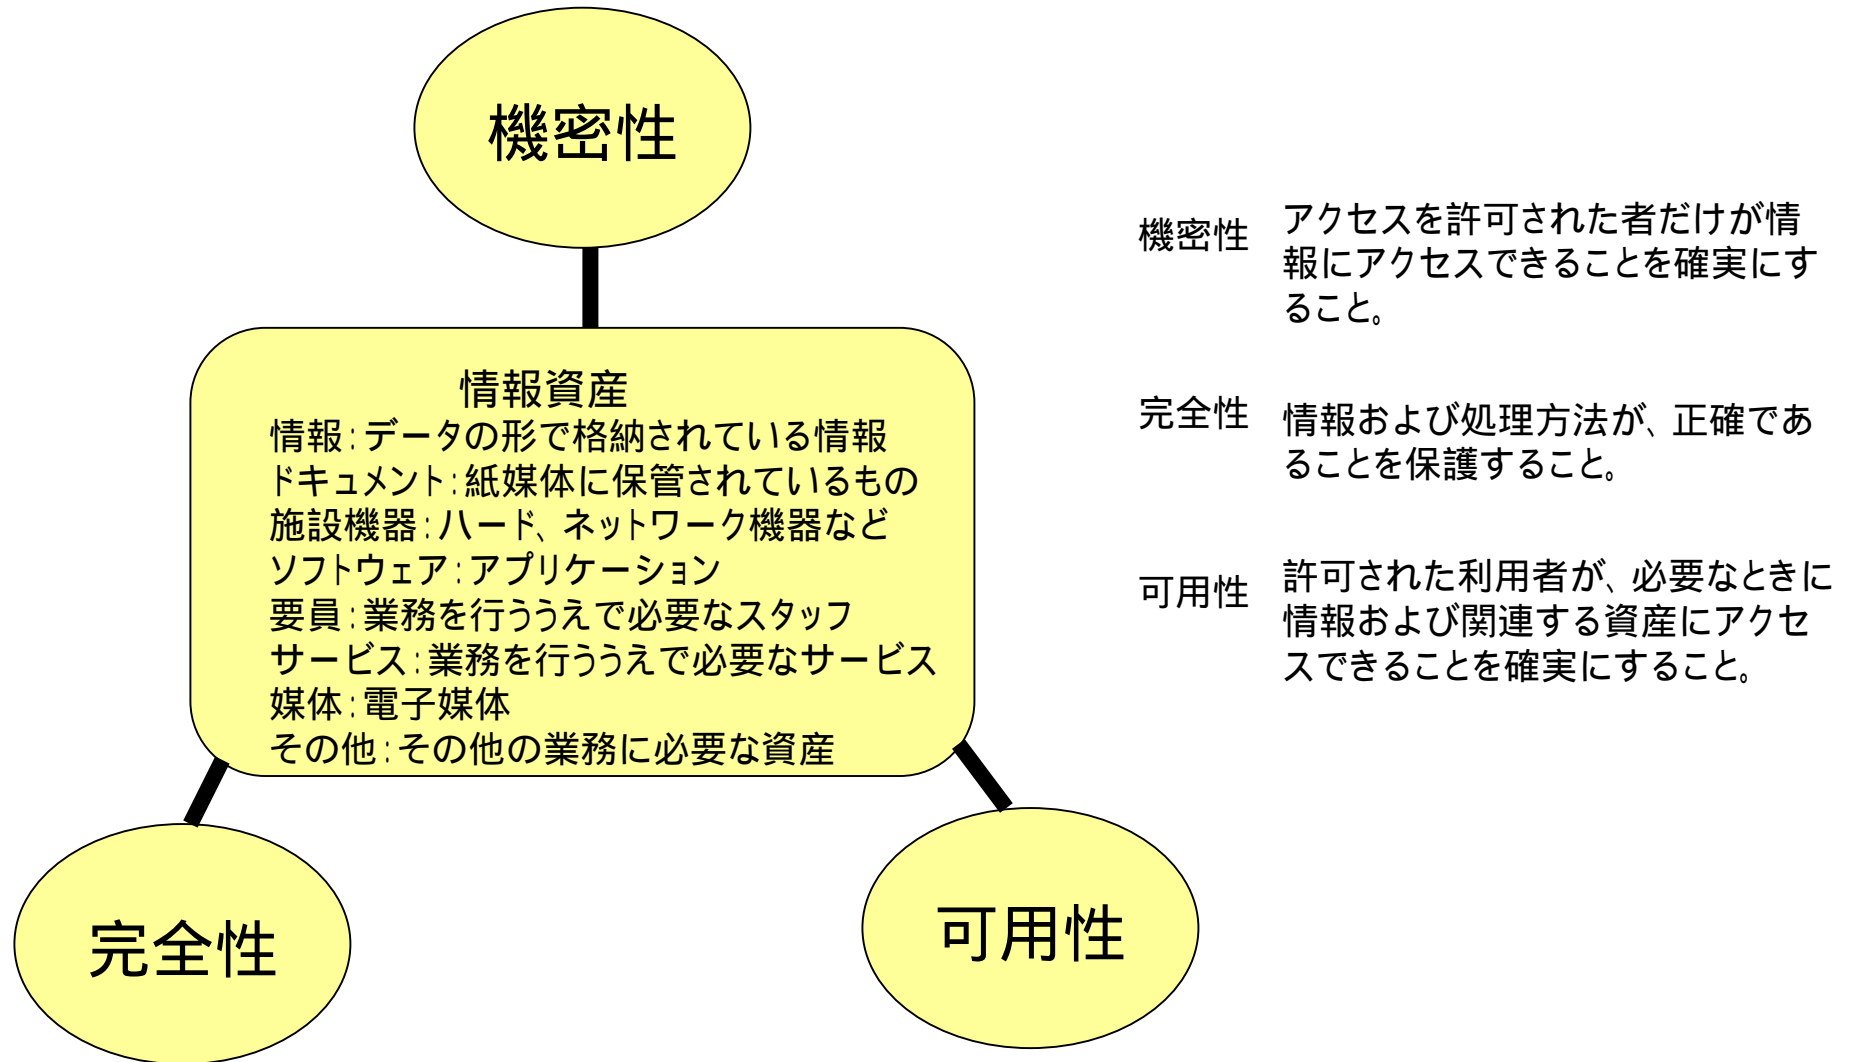 機密性
情報資産
情報：データの形で格納されている情報
ドキュメント：紙媒体に保管されているもの
施設機器：ハード、ネットワーク機器など
ソフトウェア：アプリケーション
要員：業務を行ううえで必要なスタッフ
サービス：業務を行ううえで必要なサービス
媒体：電子媒体
その他：その他の業務に必要な資産
完全性
可用性
機密性
アクセスを許可された者だけが情
報にアクセスできることを確実にす
ること。
完全性
情報および処理方法が、正確であ
ることを保護すること。
可用性
許可された利用者が、必要なときに
情報および関連する資産にアクセ
スできることを確実にすること。